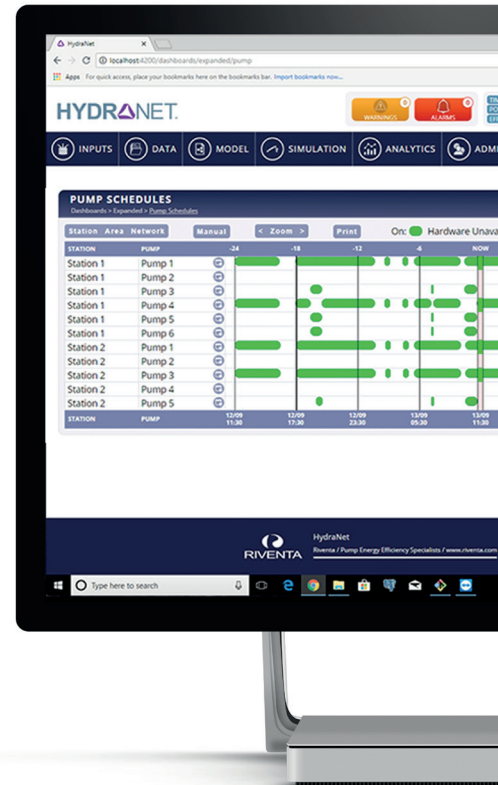 HydraNet
localhost:4200/dashboards/expanded/pump
Apps For quick access, place your bookmarks here on the bookmarks bar. Import bookmarks now...
HYDRANET.
WARNINGS 0 ALARMS 0
INPUTS DATA MODEL SIMULATION ANALYTICS ADMI
PUMP SCHEDULES
Dashboards > Expanded > Pump Schedules
Station Area Network Manual < Zoom > Print On: Hardware Unava
STATION PUMP -24 -18 -12 -6 NOW
Station 1 Pump 1
Station 1 Pump 2
Station 1 Pump 3
Station 1 Pump 4
Station 1 Pump 5
Station 1 Pump 6
Station 2 Pump 1
Station 2 Pump 2
Station 2 Pump 3
Station 2 Pump 4
Station 2 Pump 5
STATION PUMP 12/09 12/09 12/09 13/09 13/09
11:30 17:30 23:30 05:30 11:30
HydraNet
RIVENTA Riventa / Pump Energy Efficiency Specialists / www.riventa.com
Type here to search